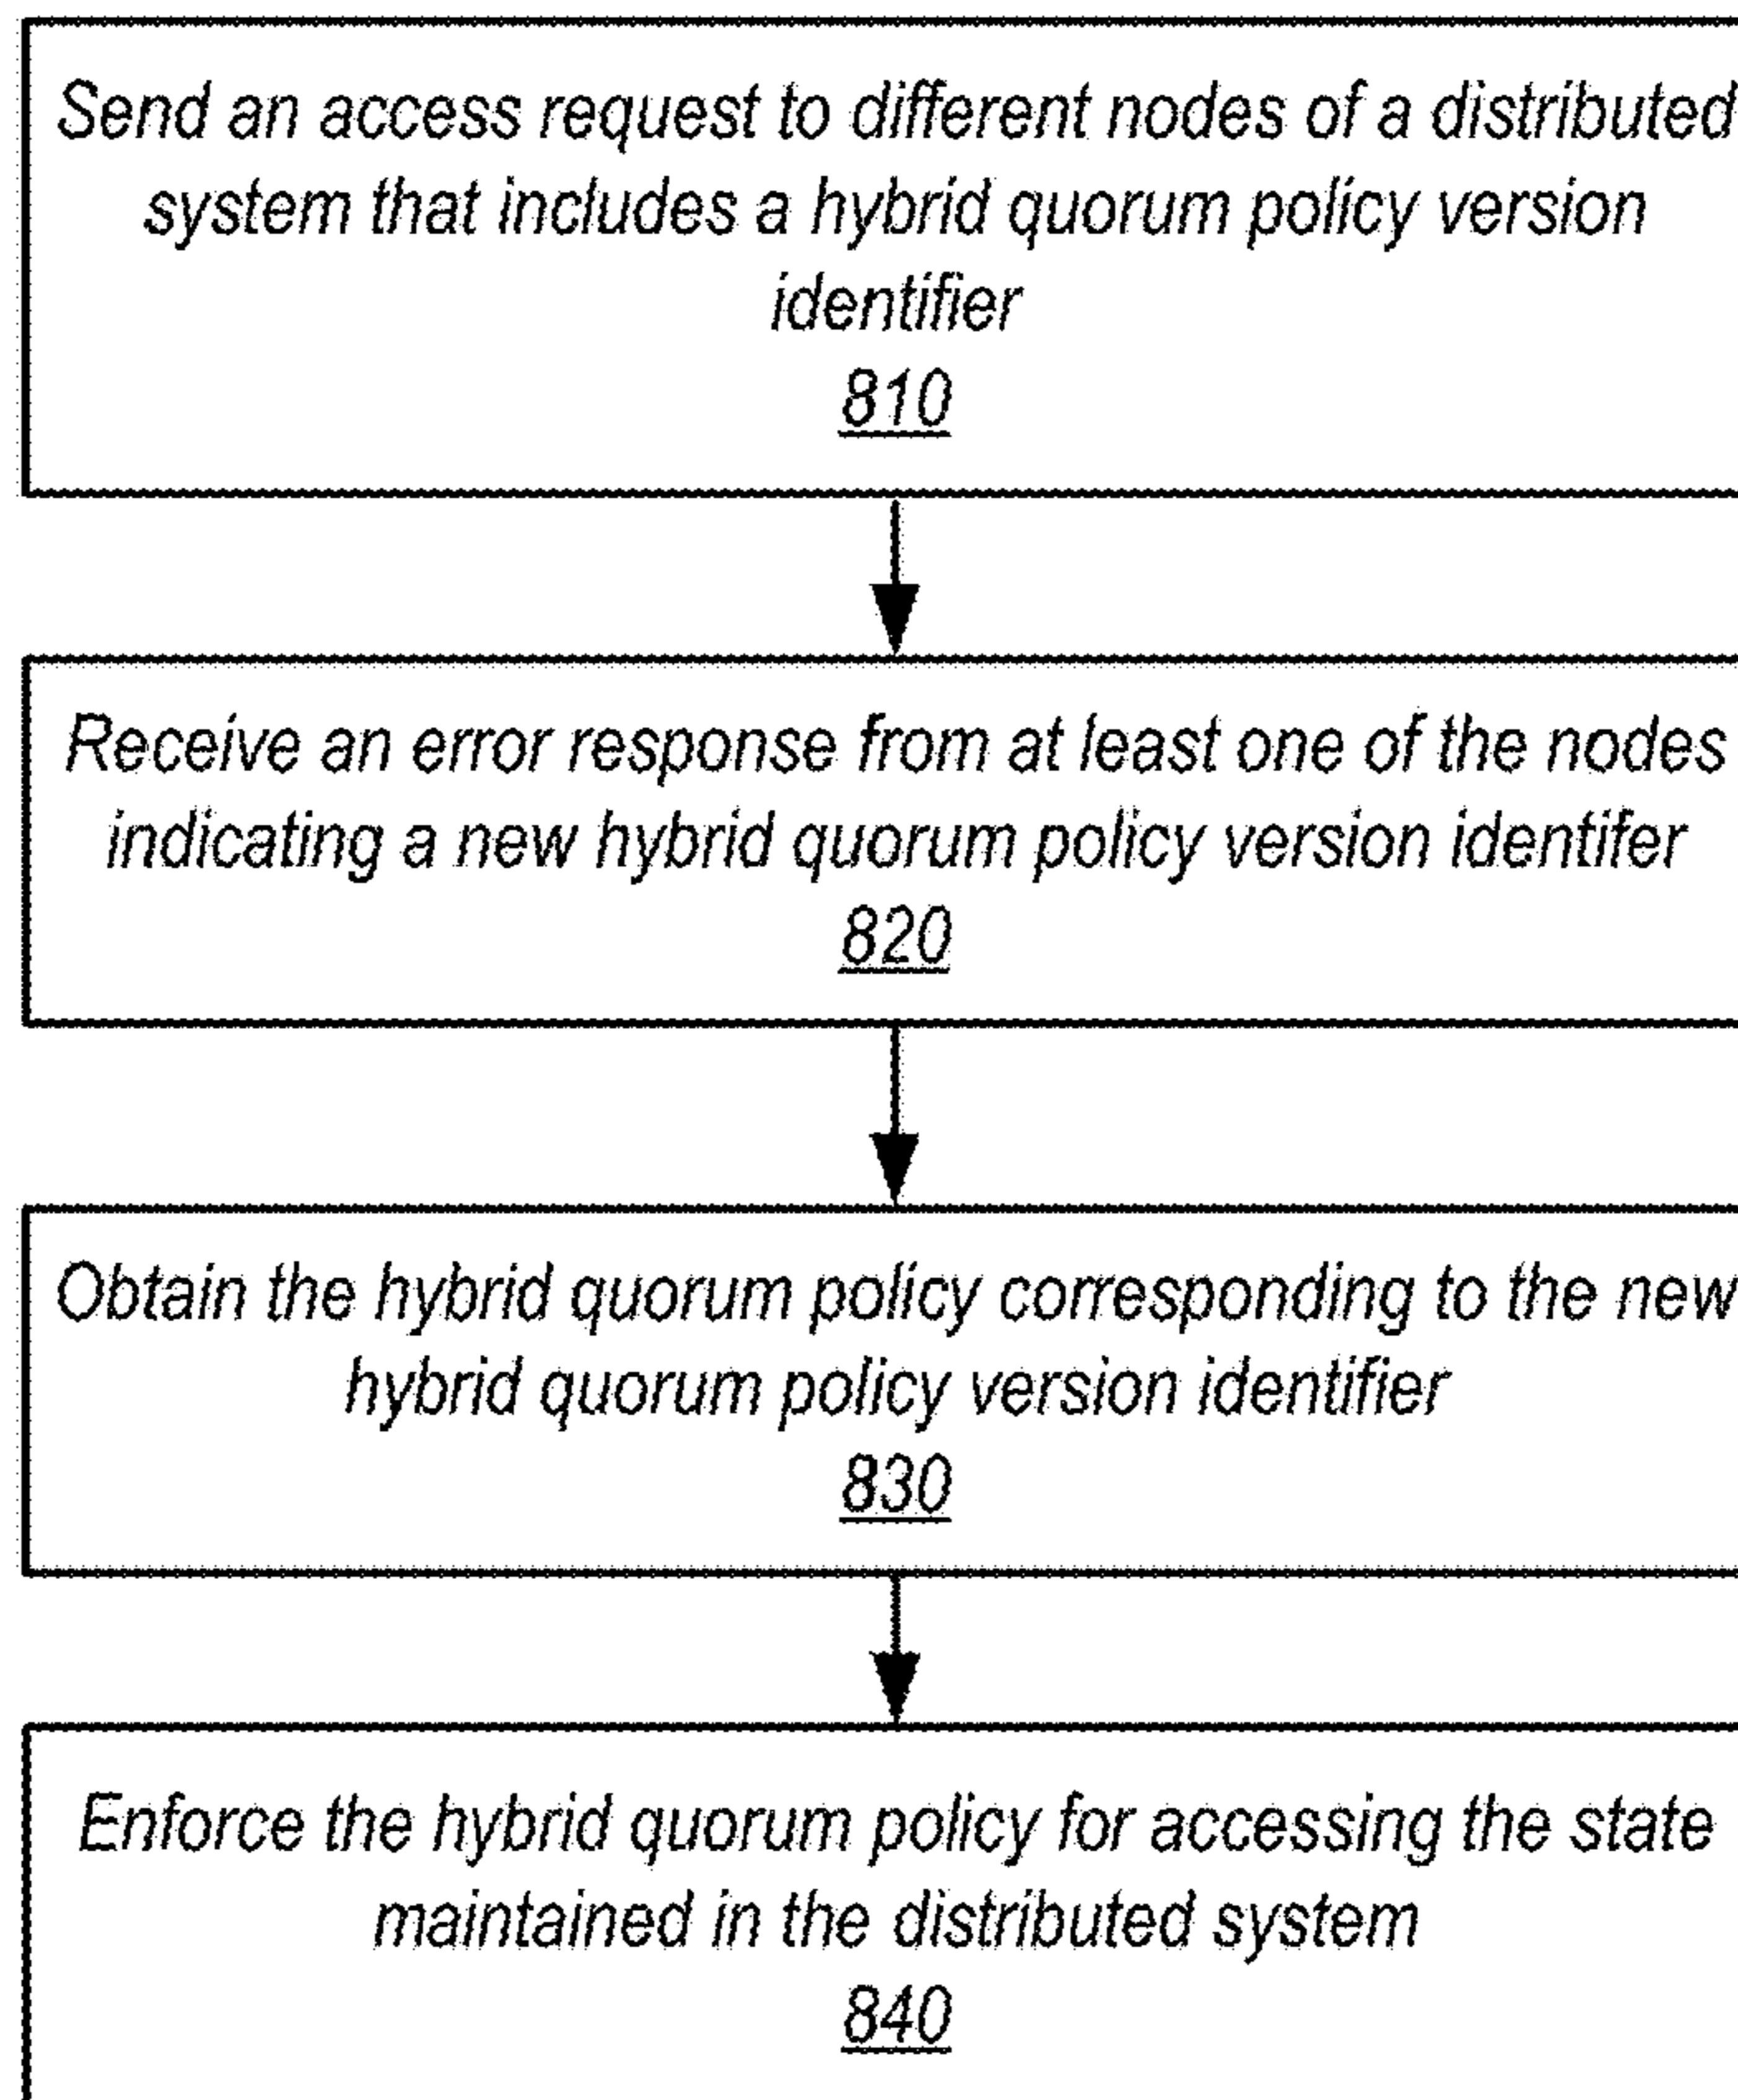 Send an access request to different nodes of a distributed
system that includes a hybrid quorum policy version
identifier
810
Receive an error response from at least one of the nodes
indicating a new hybrid quorum policy version identifer
820
Obtain the hybrid quorum policy corresponding to the new
hybrid quorum policy version identifier
830
Enforce the hybrid quorum policy for accessing the state
maintained in the distributed system
840